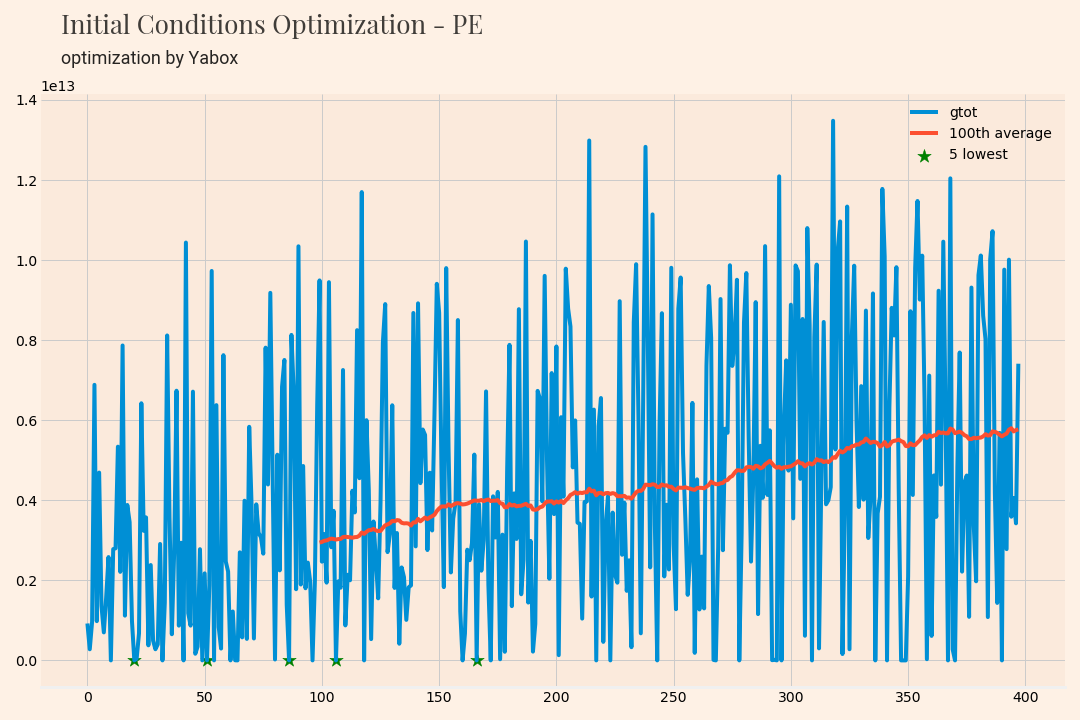 Initial Conditions Optimization - PE
optimization by Yabox
1e13
gtot
100th average
5 lowest
1.4
1.2
1.0
0.8
0.6
0.4
0.2
0.0
0 50 100 150 200 250 300 350 400